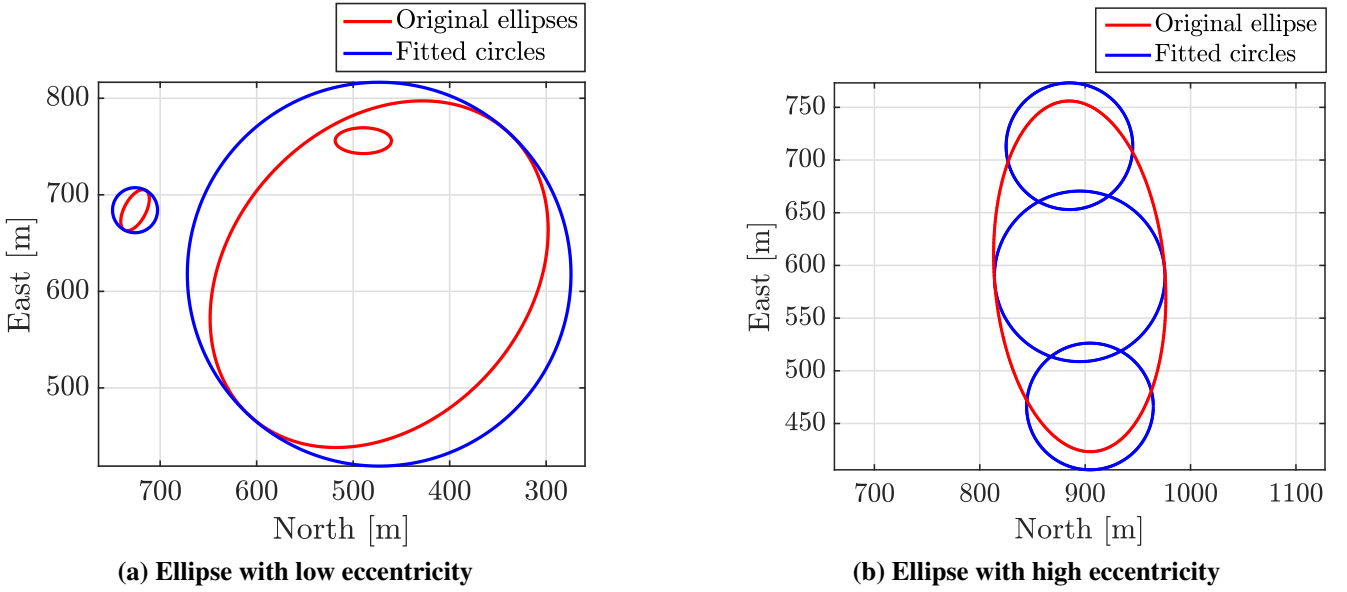 Original ellipses
Fitted circles
800
700
600
500
East [m]
700 600 500 400 300
North [m]
(a) Ellipse with low eccentricity
Original ellipse
Fitted circles
750
700
650
600
550
500
450
East [m]
700 800 900 1000 1100
North [m]
(b) Ellipse with high eccentricity